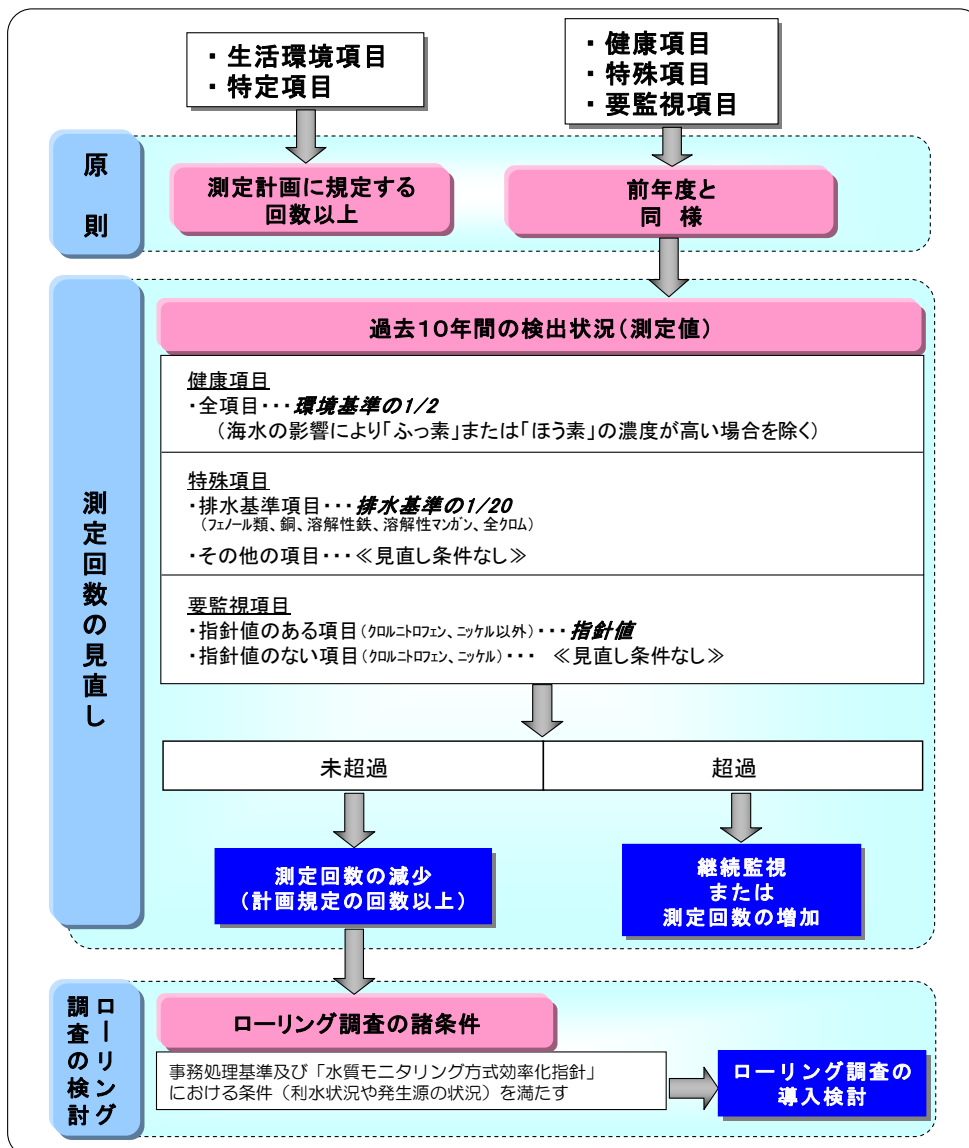 ・生活環境項目
・特定項目
・健康項目
・特殊項目
・要監視項目
原則
測定計画に規定する
回数以上
前年度と
同 様
測定回数の見直し
過去10年間の検出状況(測定値)
健康項目
・全項目・・・環境基準の1/2
(海水の影響により「ふっ素」または「ほう素」の濃度が高い場合を除く)
特殊項目
・排水基準項目・・・排水基準の1/20
(フェノール類、銅、溶解性鉄、溶解性マンガン、全クロム)
・その他の項目・・・≪見直し条件なし≫
要監視項目
・指針値のある項目(クロルニトロフェン、ニッケル以外)・・・指針値
・指針値のない項目(クロルニトロフェン、ニッケル)・・・ ≪見直し条件なし≫
未超過
超過
測定回数の減少
(計画規定の回数以上)
継続監視
または
測定回数の増加
ローリング
調査の検討
ローリング調査の諸条件
事務処理基準及び「水質モニタリング方式効率化指針」
における条件(利水状況や発生源の状況)を満たす
ローリング調査の
導入検討